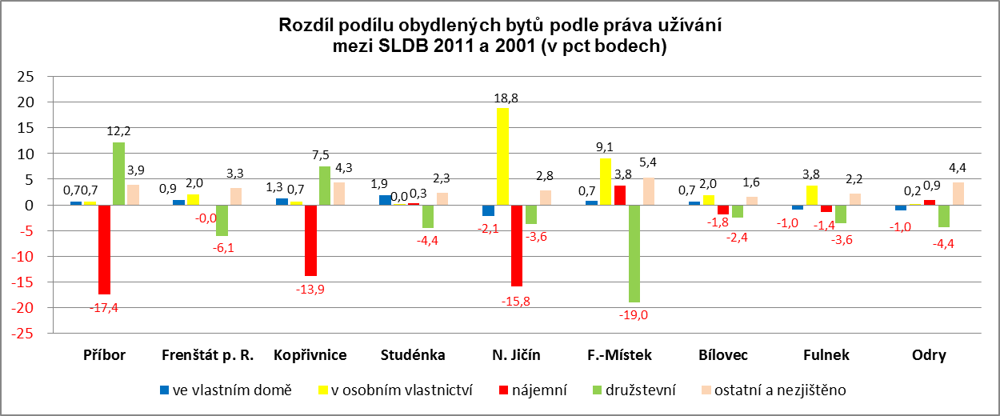 Rozdíl podílu obydlených bytů podle práva užívání
mezi SLDB 2011 a 2001 (v pct bodech)
25
20
15
10
5
0
-5
-10
-15
-20
-25
0,7 0,7 -17,4 12,2 3,9
0,9 2,0 -0,0 -6,1 3,3
1,3 0,7 -13,9 7,5 4,3
1,9 0,0 0,3 -4,4 2,3
-2,1 18,8 -15,8 -3,6 2,8
0,7 9,1 3,8 -19,0 5,4
0,7 2,0 -1,8 -2,4 1,6
-1,0 3,8 -1,4 -3,6 2,2
-1,0 0,2 0,9 -4,4 4,4
Příbor Frenštát p. R. Kopřivnice Studénka N. Jičín F.-Místek Bílovec Fulnek Odry
ve vlastním domě v osobním vlastnictví nájemní družstevní ostatní a nezjištěno